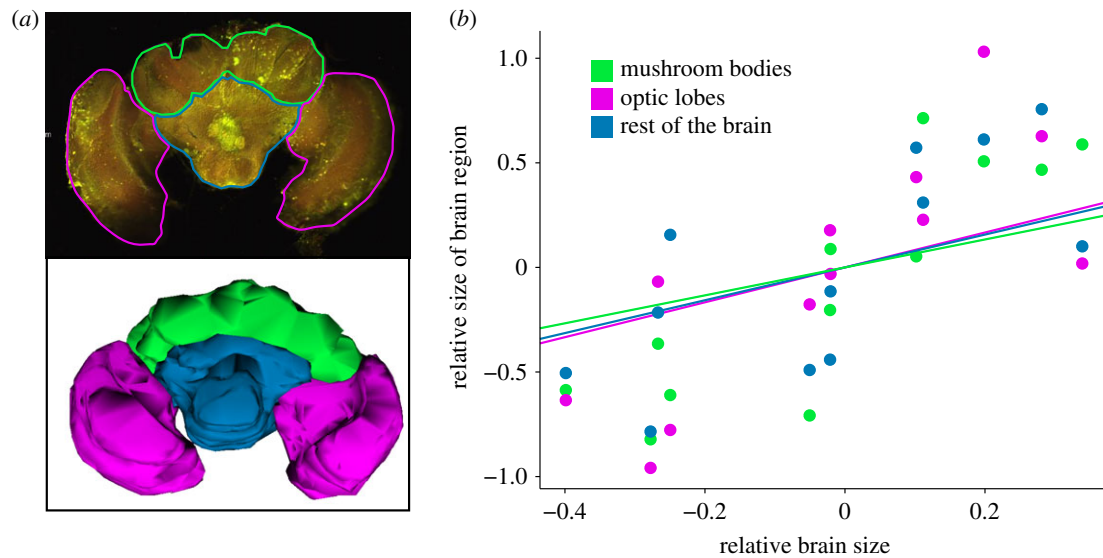 (a)
m
(b)
mushroom bodies
optic lobes
rest of the brain
relative size of brain region
1.0
0.5
0
−0.5
−1.0
−0.4
−0.2
0
0.2
relative brain size